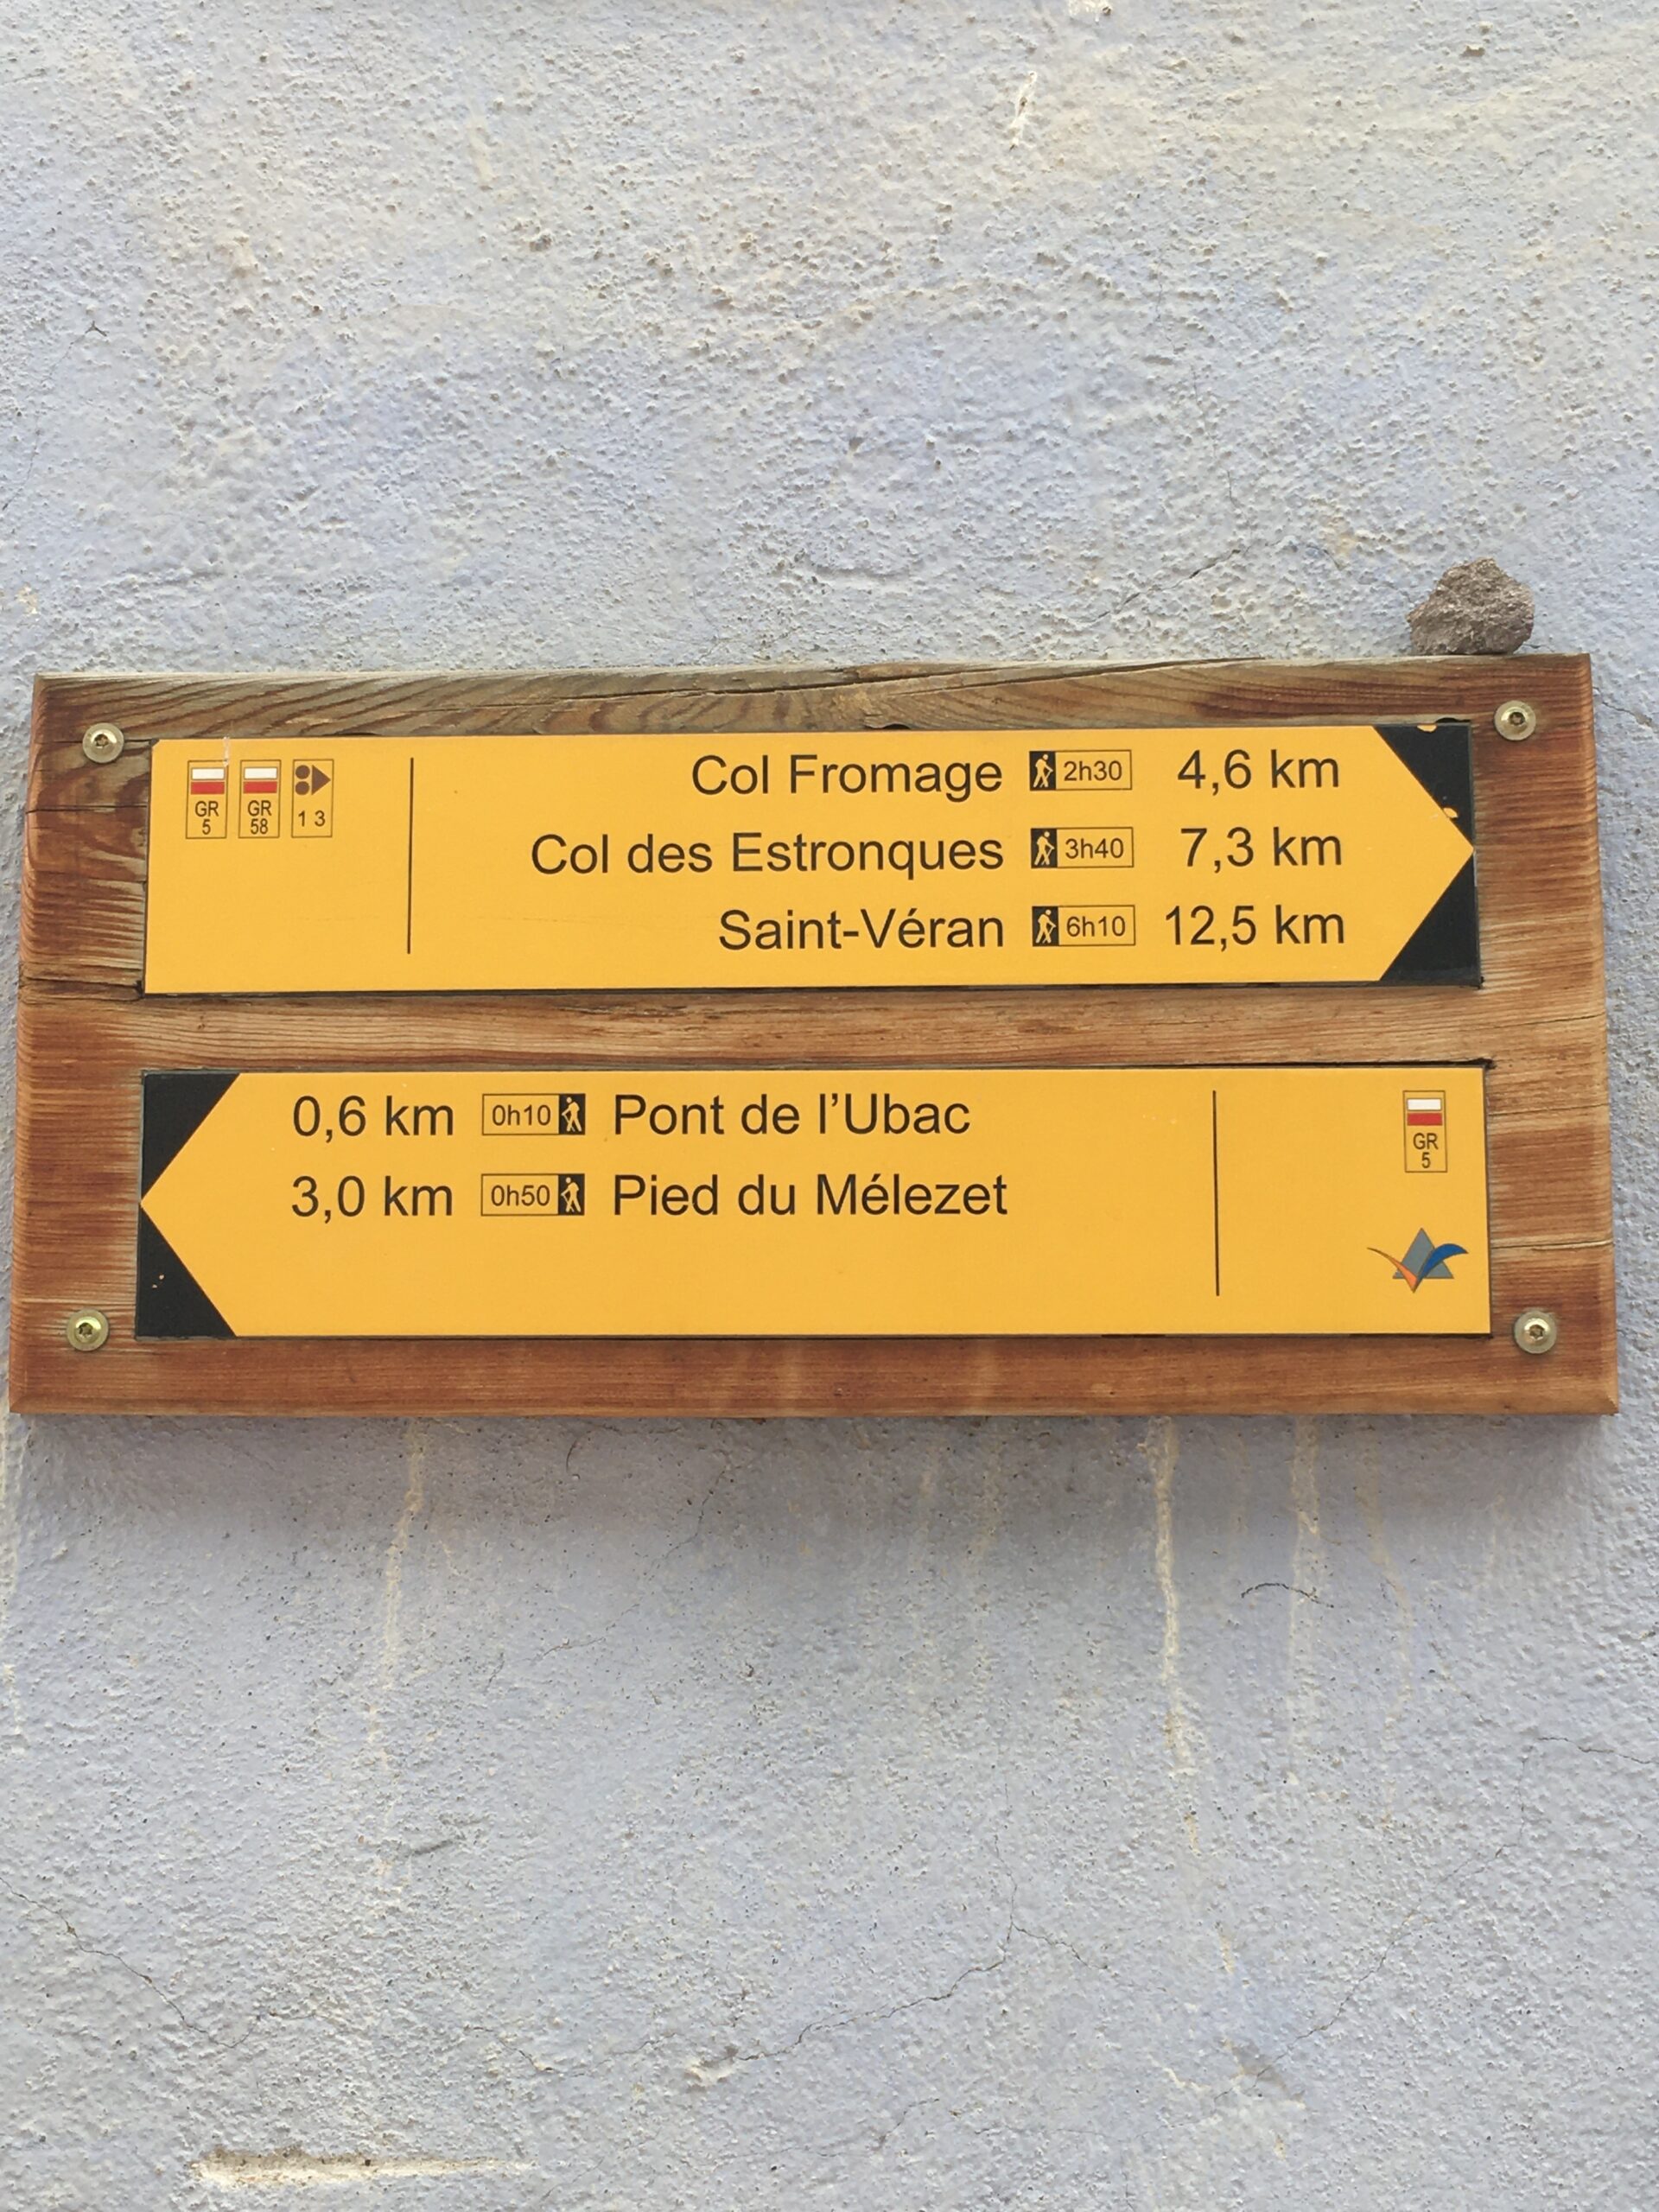 GR 5 GR 58 1 3
Col Fromage 2h30 4,6 km
Col des Estronques 3h40 7,3 km
Saint-Véran 6h10 12,5 km
0,6 km 0h10 Pont de l’Ubac
3,0 km 0h50 Pied du Mélezet
GR 5